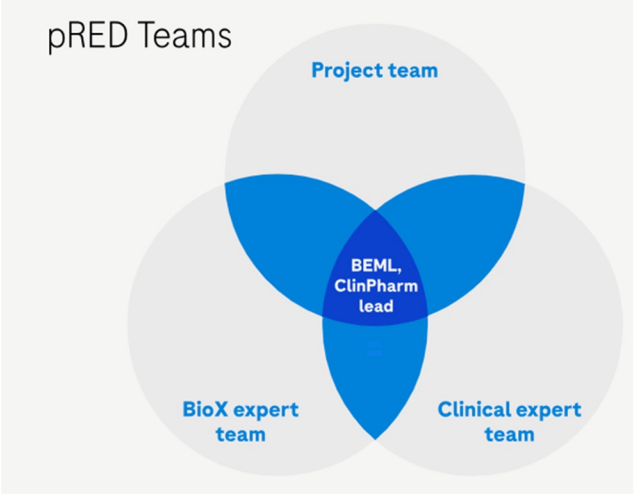 pRED Teams
Project team
BEML,
ClinPharm
lead
BioX expert
team
Clinical expert
team